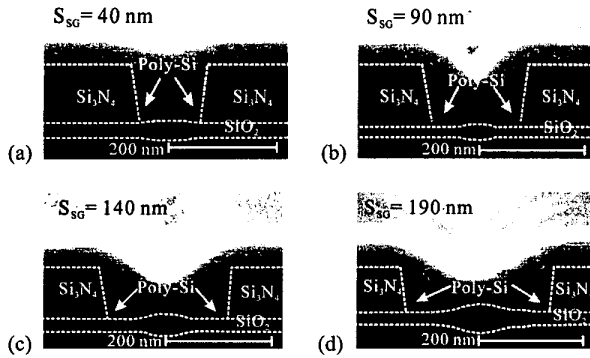 S_SG = 40 nm
Poly-Si
Si₃N₄ Si₃N₄
SiO₂
200 nm
(a)
S_SG = 90 nm
Poly-Si
Si₃N₄ Si₃N₄
SiO₂
200 nm
(b)
S_SG = 140 nm
Si₃N₄ Poly-Si Si₃N₄
SiO₂
200 nm
(c)
S_SG = 190 nm
Si₃N₄ Poly-Si Si₃N
SiO₂
200 nm
(d)